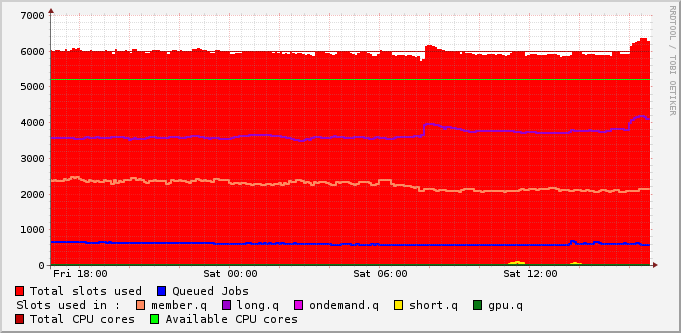 7000
6000
5000
4000
3000
2000
1000
0
Fri 18:00 Sat 00:00 Sat 06:00 Sat 12:00
Total slots used Queued Jobs
Slots used in : member.q long.q ondemand.q short.q gpu.q
Total CPU cores Available CPU cores
RRDTOOL / TOBI OETIKER